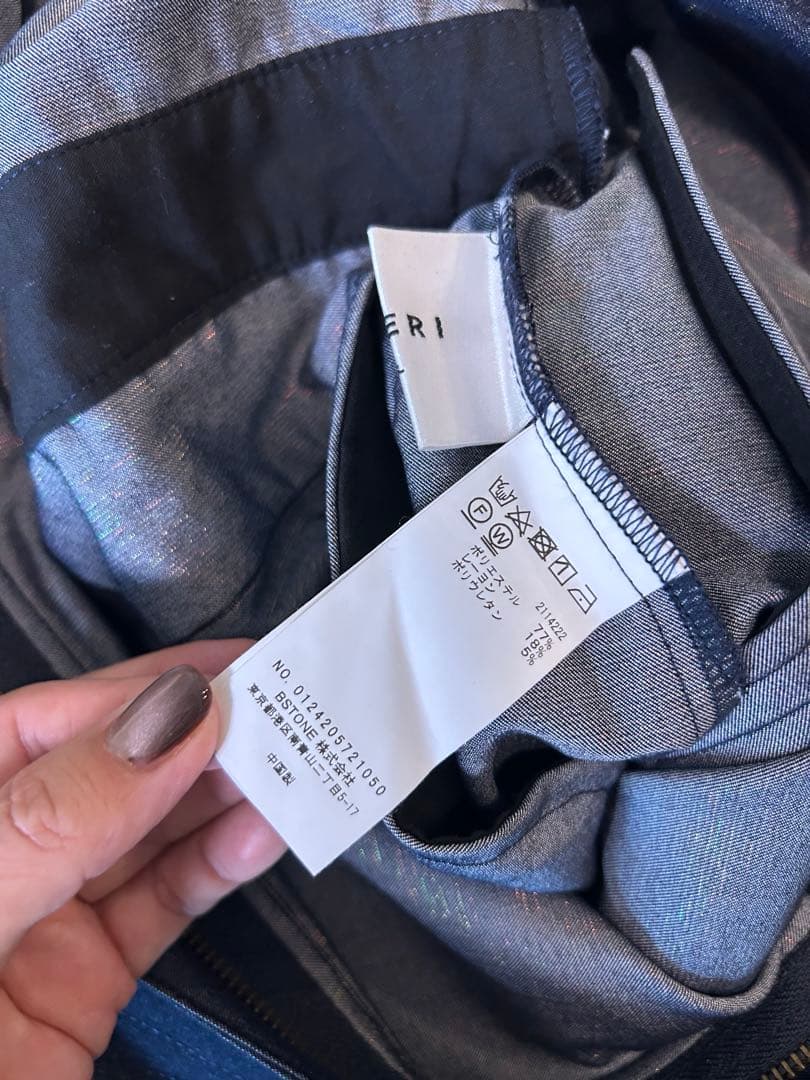 ERI
F W
2114222
ポリエステル 77%
レーヨン 18%
ポリウレタン 5%
NO. 0124205721050
BSTONE 株式会社
東京都港区南青山二丁目5-17
中国製